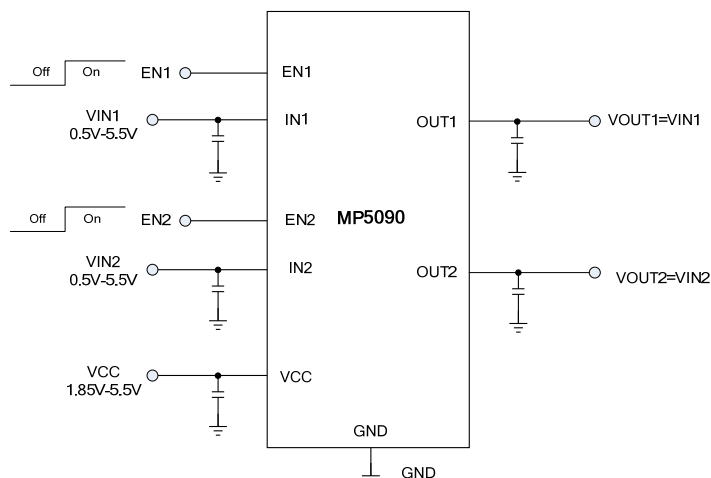 Off On EN1 EN1
VIN1
0.5V-5.5V
IN1
OUT1 VOUT1=VIN1
Off On EN2 EN2
MP5090
VIN2
0.5V-5.5V
IN2
OUT2 VOUT2=VIN2
VCC
1.85V-5.5V
VCC
GND
GND